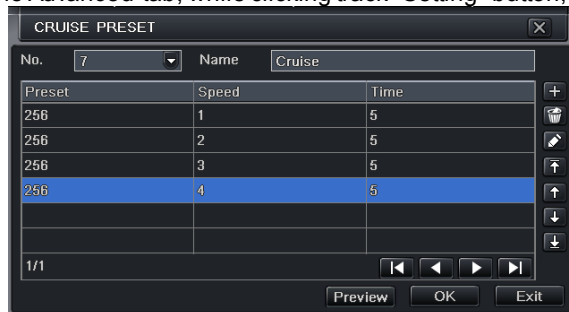 Advanced tab, while clicking track "Setting" button,
CRUISE PRESET
No. 7 Name Cruise
Preset Speed Time
256 1 5
256 2 5
256 3 5
256 4 5
1/1
Preview OK Exit